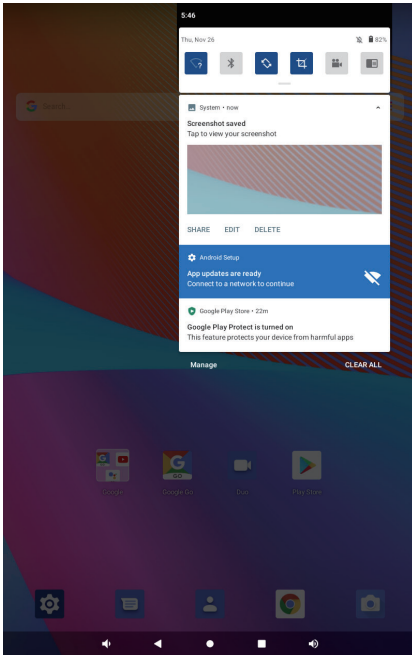 5:46
Thu, Nov 26
82%
Search
System • now
Screenshot saved
Tap to view your screenshot
SHARE EDIT DELETE
Android Setup
App updates are ready
Connect to a network to continue
Google Play Store • 22m
Google Play Protect is turned on
This feature protects your device from harmful apps
Manage CLEAR ALL
GO
Google Google Go Duo Play Store